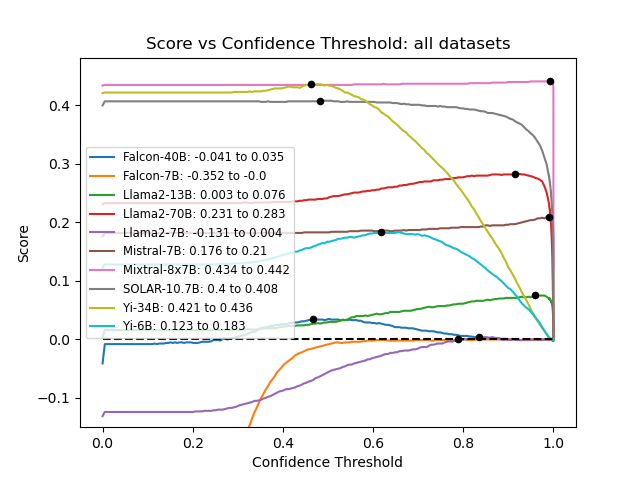 Score vs Confidence Threshold: all datasets
Score
0.4
0.3
0.2
0.1
0.0
−0.1
Falcon-40B: -0.041 to 0.035
Falcon-7B: -0.352 to -0.0
Llama2-13B: 0.003 to 0.076
Llama2-70B: 0.231 to 0.283
Llama2-7B: -0.131 to 0.004
Mistral-7B: 0.176 to 0.21
Mixtral-8x7B: 0.434 to 0.442
SOLAR-10.7B: 0.4 to 0.408
Yi-34B: 0.421 to 0.436
Yi-6B: 0.123 to 0.183
0.0 0.2 0.4 0.6 0.8 1.0
Confidence Threshold